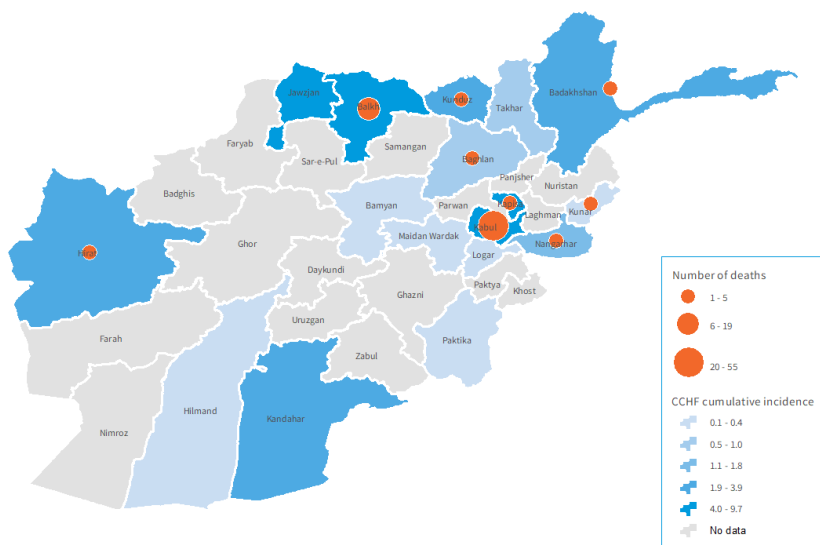 Jawzjan
Balkh
Kunduz
Takhar
Badakhshan
Faryab
Sar-e-Pul
Samangan
Baghlan
Panjsher
Nuristan
Badghis
Bamyan
Parwan
Kapisa
Laghman
Kunar
Hirat
Ghor
Maidan Wardak
Kabul
Nangarhar
Logar
Daykundi
Ghazni
Paktya
Khost
Uruzgan
Farah
Zabul
Paktika
Hilmand
Kandahar
Nimroz
Number of deaths
1 - 5
6 - 19
20 - 55
CCHF cumulative incidence
0.1 - 0.4
0.5 - 1.0
1.1 - 1.8
1.9 - 3.9
4.0 - 9.7
No data